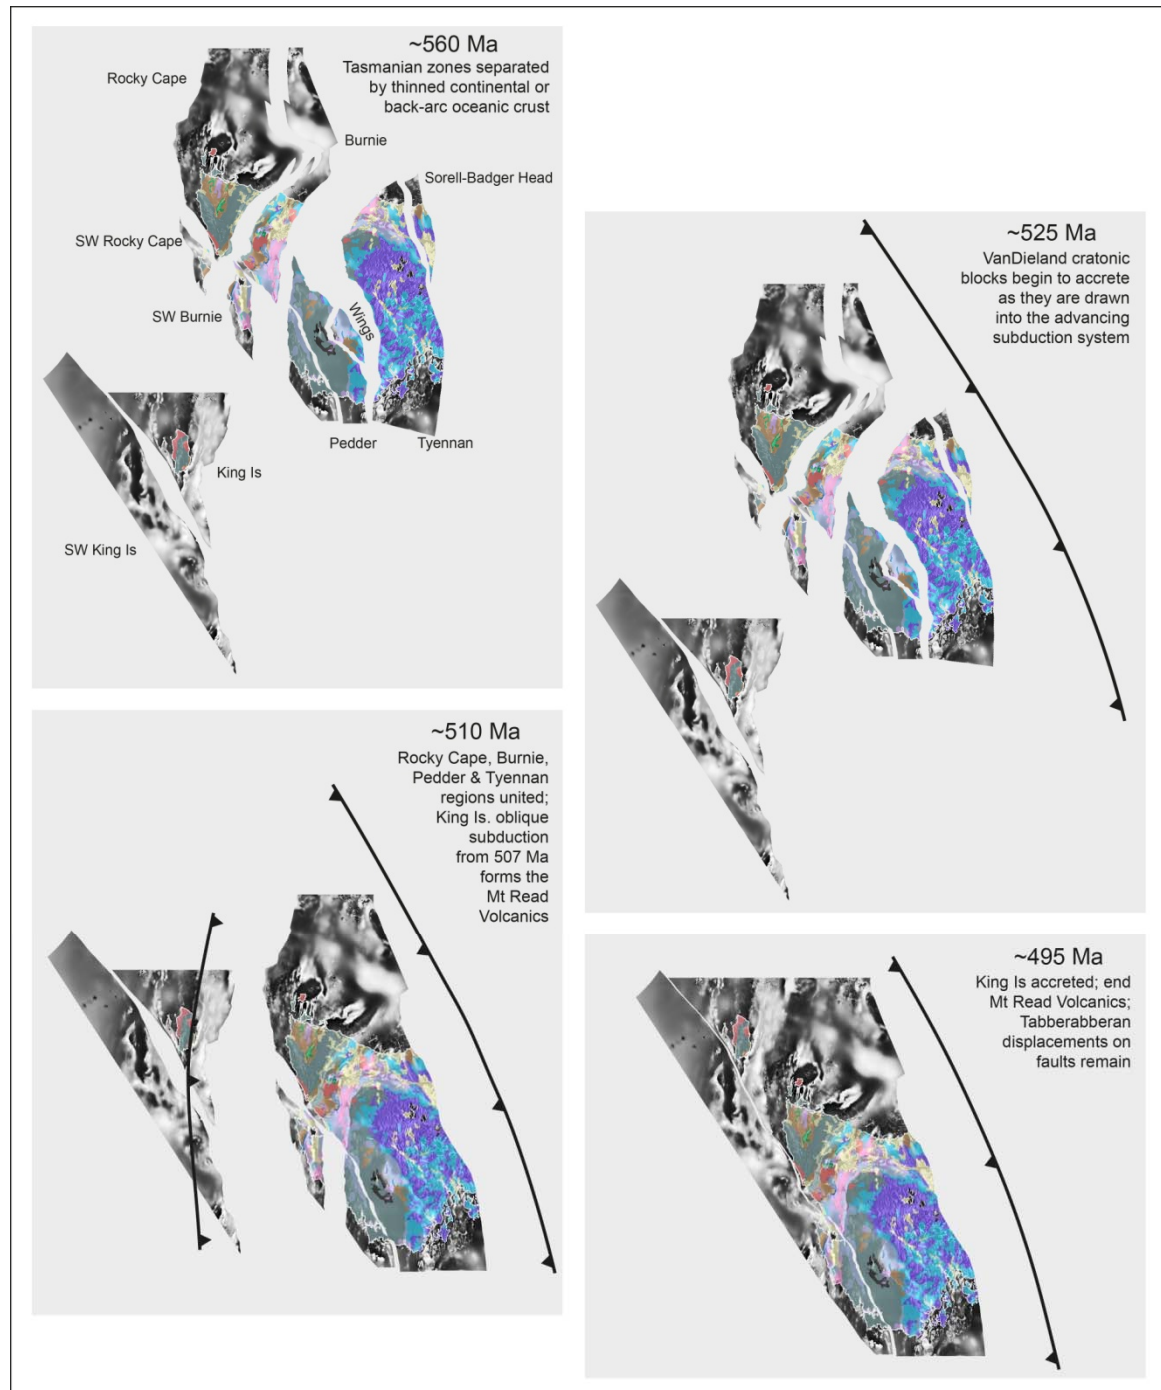 ~560 Ma
Tasmanian zones separated
by thinned continental or
back-arc oceanic crust
Rocky Cape
Burnie
Sorell-Badger Head
SW Rocky Cape
SW Burnie
Wings
Pedder
Tyennan
King Is
SW King Is
~525 Ma
VanDieland cratonic
blocks begin to accrete
as they are drawn
into the advancing
subduction system
~510 Ma
Rocky Cape, Burnie,
Pedder & Tyennan
regions united;
King Is. oblique
subduction
from 507 Ma
forms the
Mt Read
Volcanics
~495 Ma
King Is accreted; end
Mt Read Volcanics;
Tabberabberan
displacements on
faults remain